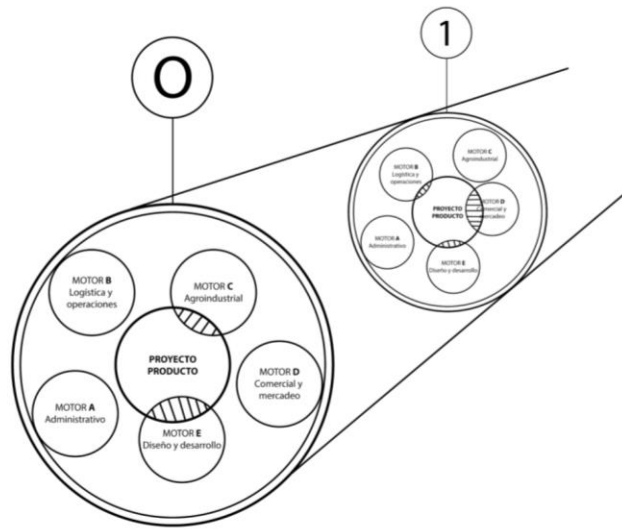 O
1
MOTOR B
Logística y
operaciones
MOTOR C
Agroindustrial
PROYECTO
PRODUCTO
MOTOR D
Comercial y
mercadeo
MOTOR A
Administrativo
MOTOR E
Diseño y desarrollo
MOTOR B
Logística y
operaciones
MOTOR C
Agroindustrial
PROYECTO
PRODUCTO
MOTOR D
Comercial y
mercadeo
MOTOR A
Administrativo
MOTOR E
Diseño y desarrollo